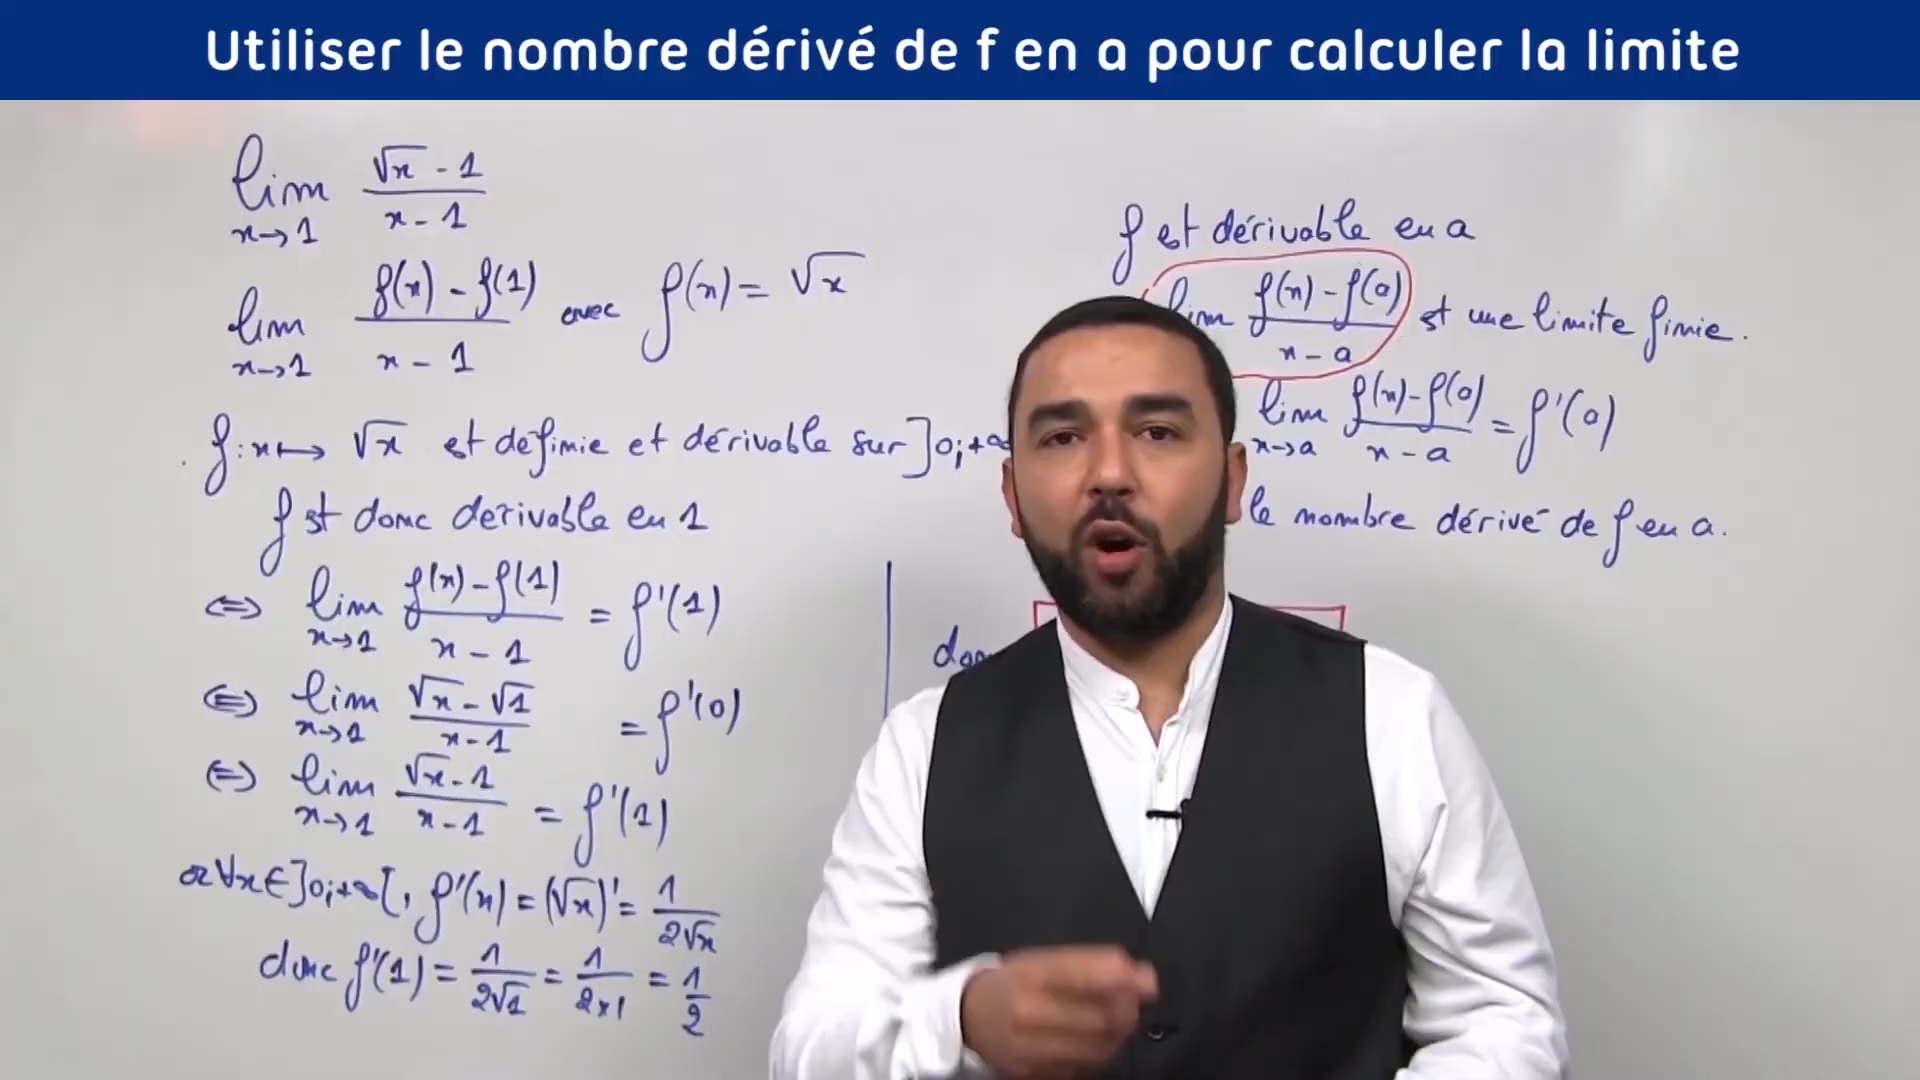 Utiliser le nombre dérivé de f en a pour calculer la limite
lim x→1 (√x - 1)/(x - 1)
lim x→1 (f(x) - f(1))/(x - 1) avec f(x) = √x
f : x ↦ √x est définie et dérivable sur ]0;+∞
f est donc dérivable en 1
⇔ lim x→1 (f(x) - f(1))/(x - 1) = f'(1)
⇔ lim x→1 (√x - √1)/(x - 1) = f'(0)
⇔ lim x→1 (√x - 1)/(x - 1) = f'(1)
or ∀x ∈ ]0;+∞[, f'(x) = (√x)' = 1/(2√x)
donc f'(1) = 1/(2√1) = 1/(2×1) = 1/2
f est dérivable en a
lim (f(x) - f(a))/(x - a) est une limite finie.
lim x→a (f(x) - f(a))/(x - a) = f'(a)
le nombre dérivé de f en a.